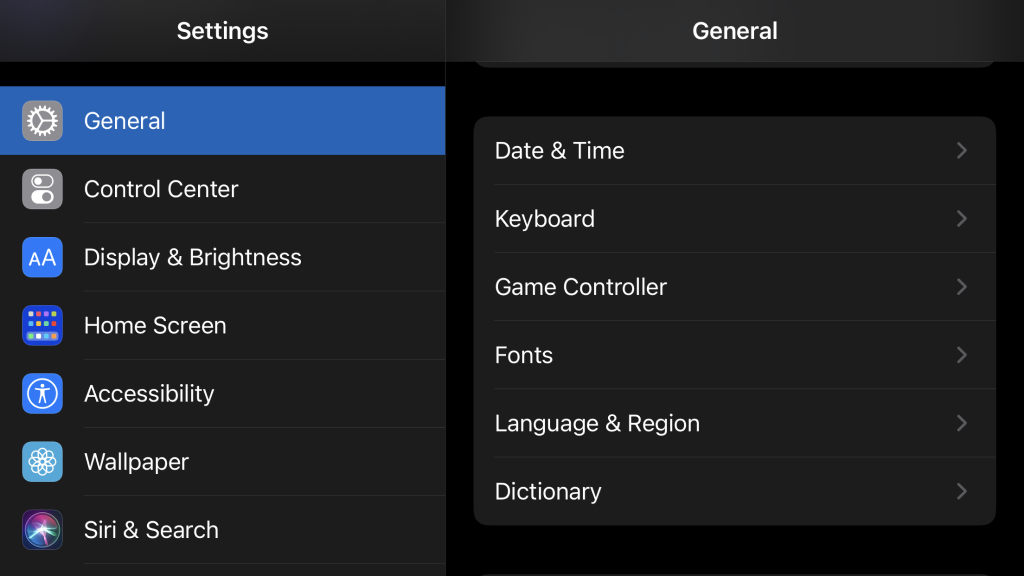 Settings
General
Control Center
AA
Display & Brightness
Home Screen
Accessibility
Wallpaper
Siri & Search
General
Date & Time
Keyboard
Game Controller
Fonts
Language & Region
Dictionary